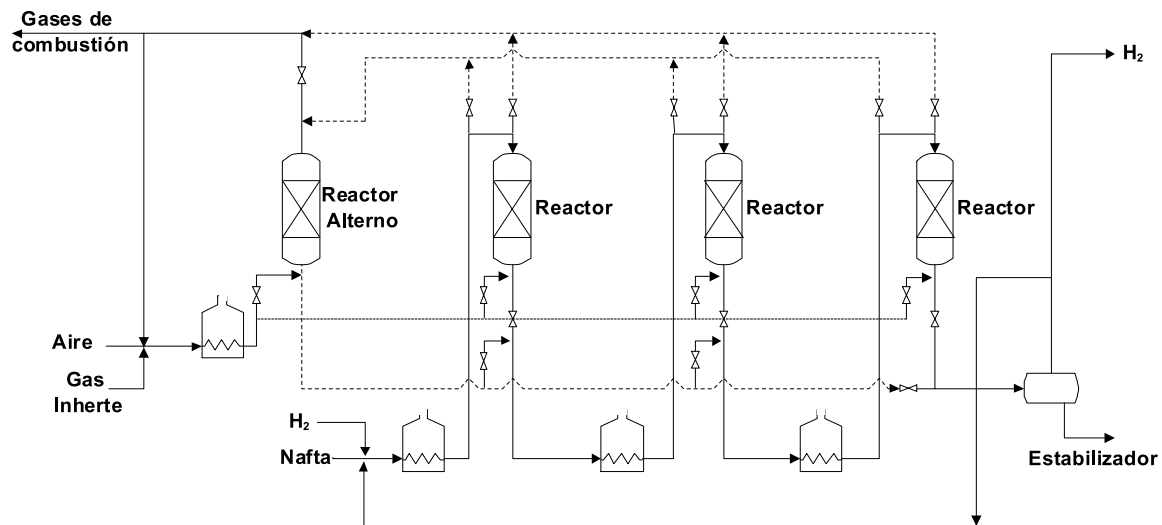 Gases de
combustión
H₂
Reactor
Alterno
Reactor
Reactor
Reactor
Aire
Gas
Inherte
H₂
Nafta
Estabilizador